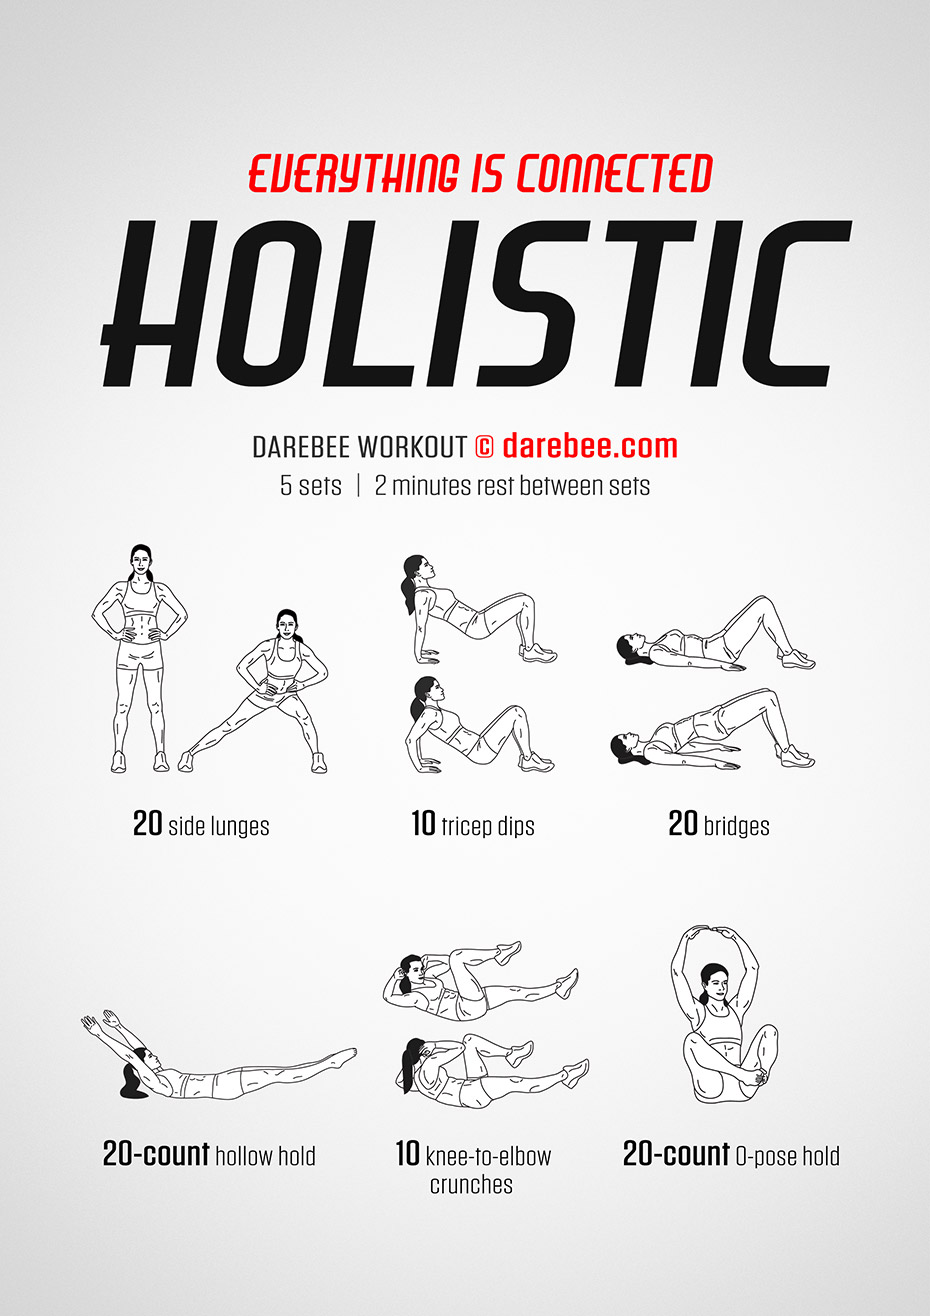 EVERYTHING IS CONNECTED
HOLISTIC
DAREBEE WORKOUT © darebee.com
5 sets | 2 minutes rest between sets
20 side lunges
10 tricep dips
20 bridges
20-count hollow hold
10 knee-to-elbow
crunches
20-count O-pose hold